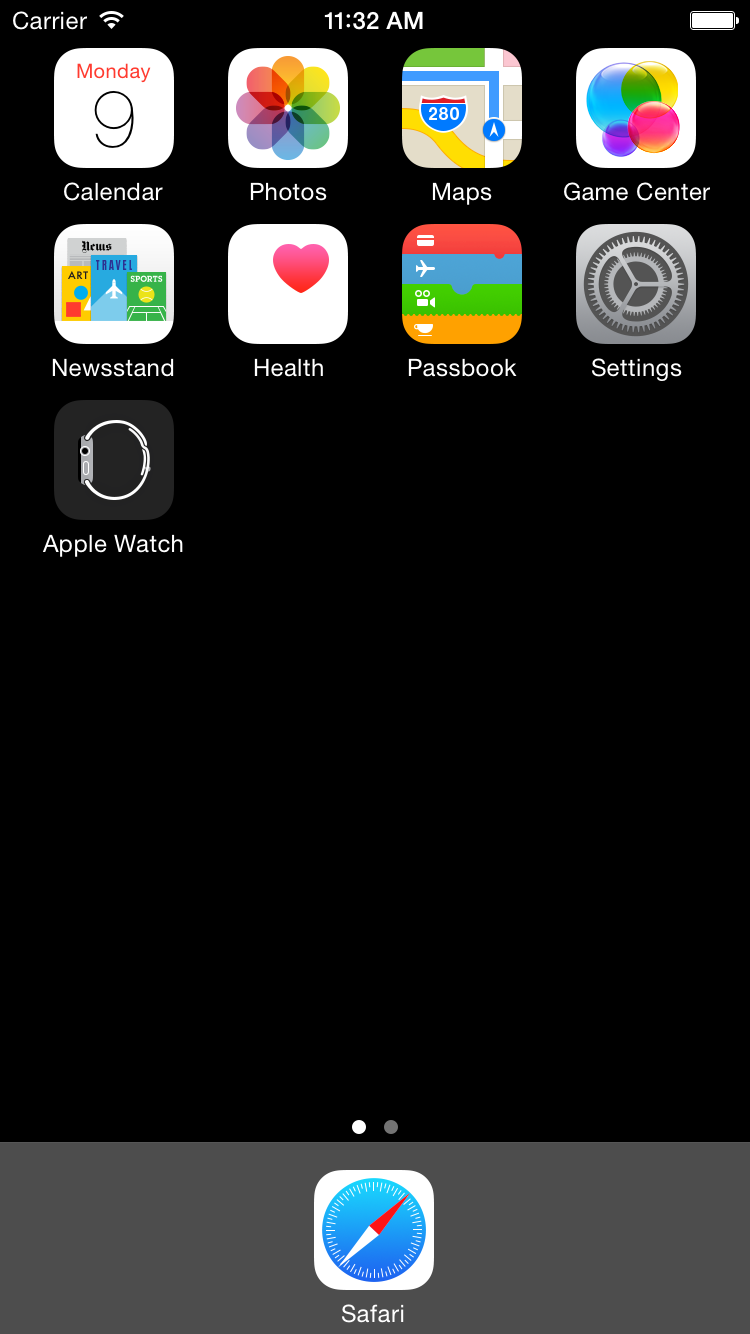 Carrier 11:32 AM
Monday
9
280
Calendar Photos Maps Game Center
News
TRAVEL
ART
SPORTS
Newsstand Health Passbook Settings
Apple Watch
Safari